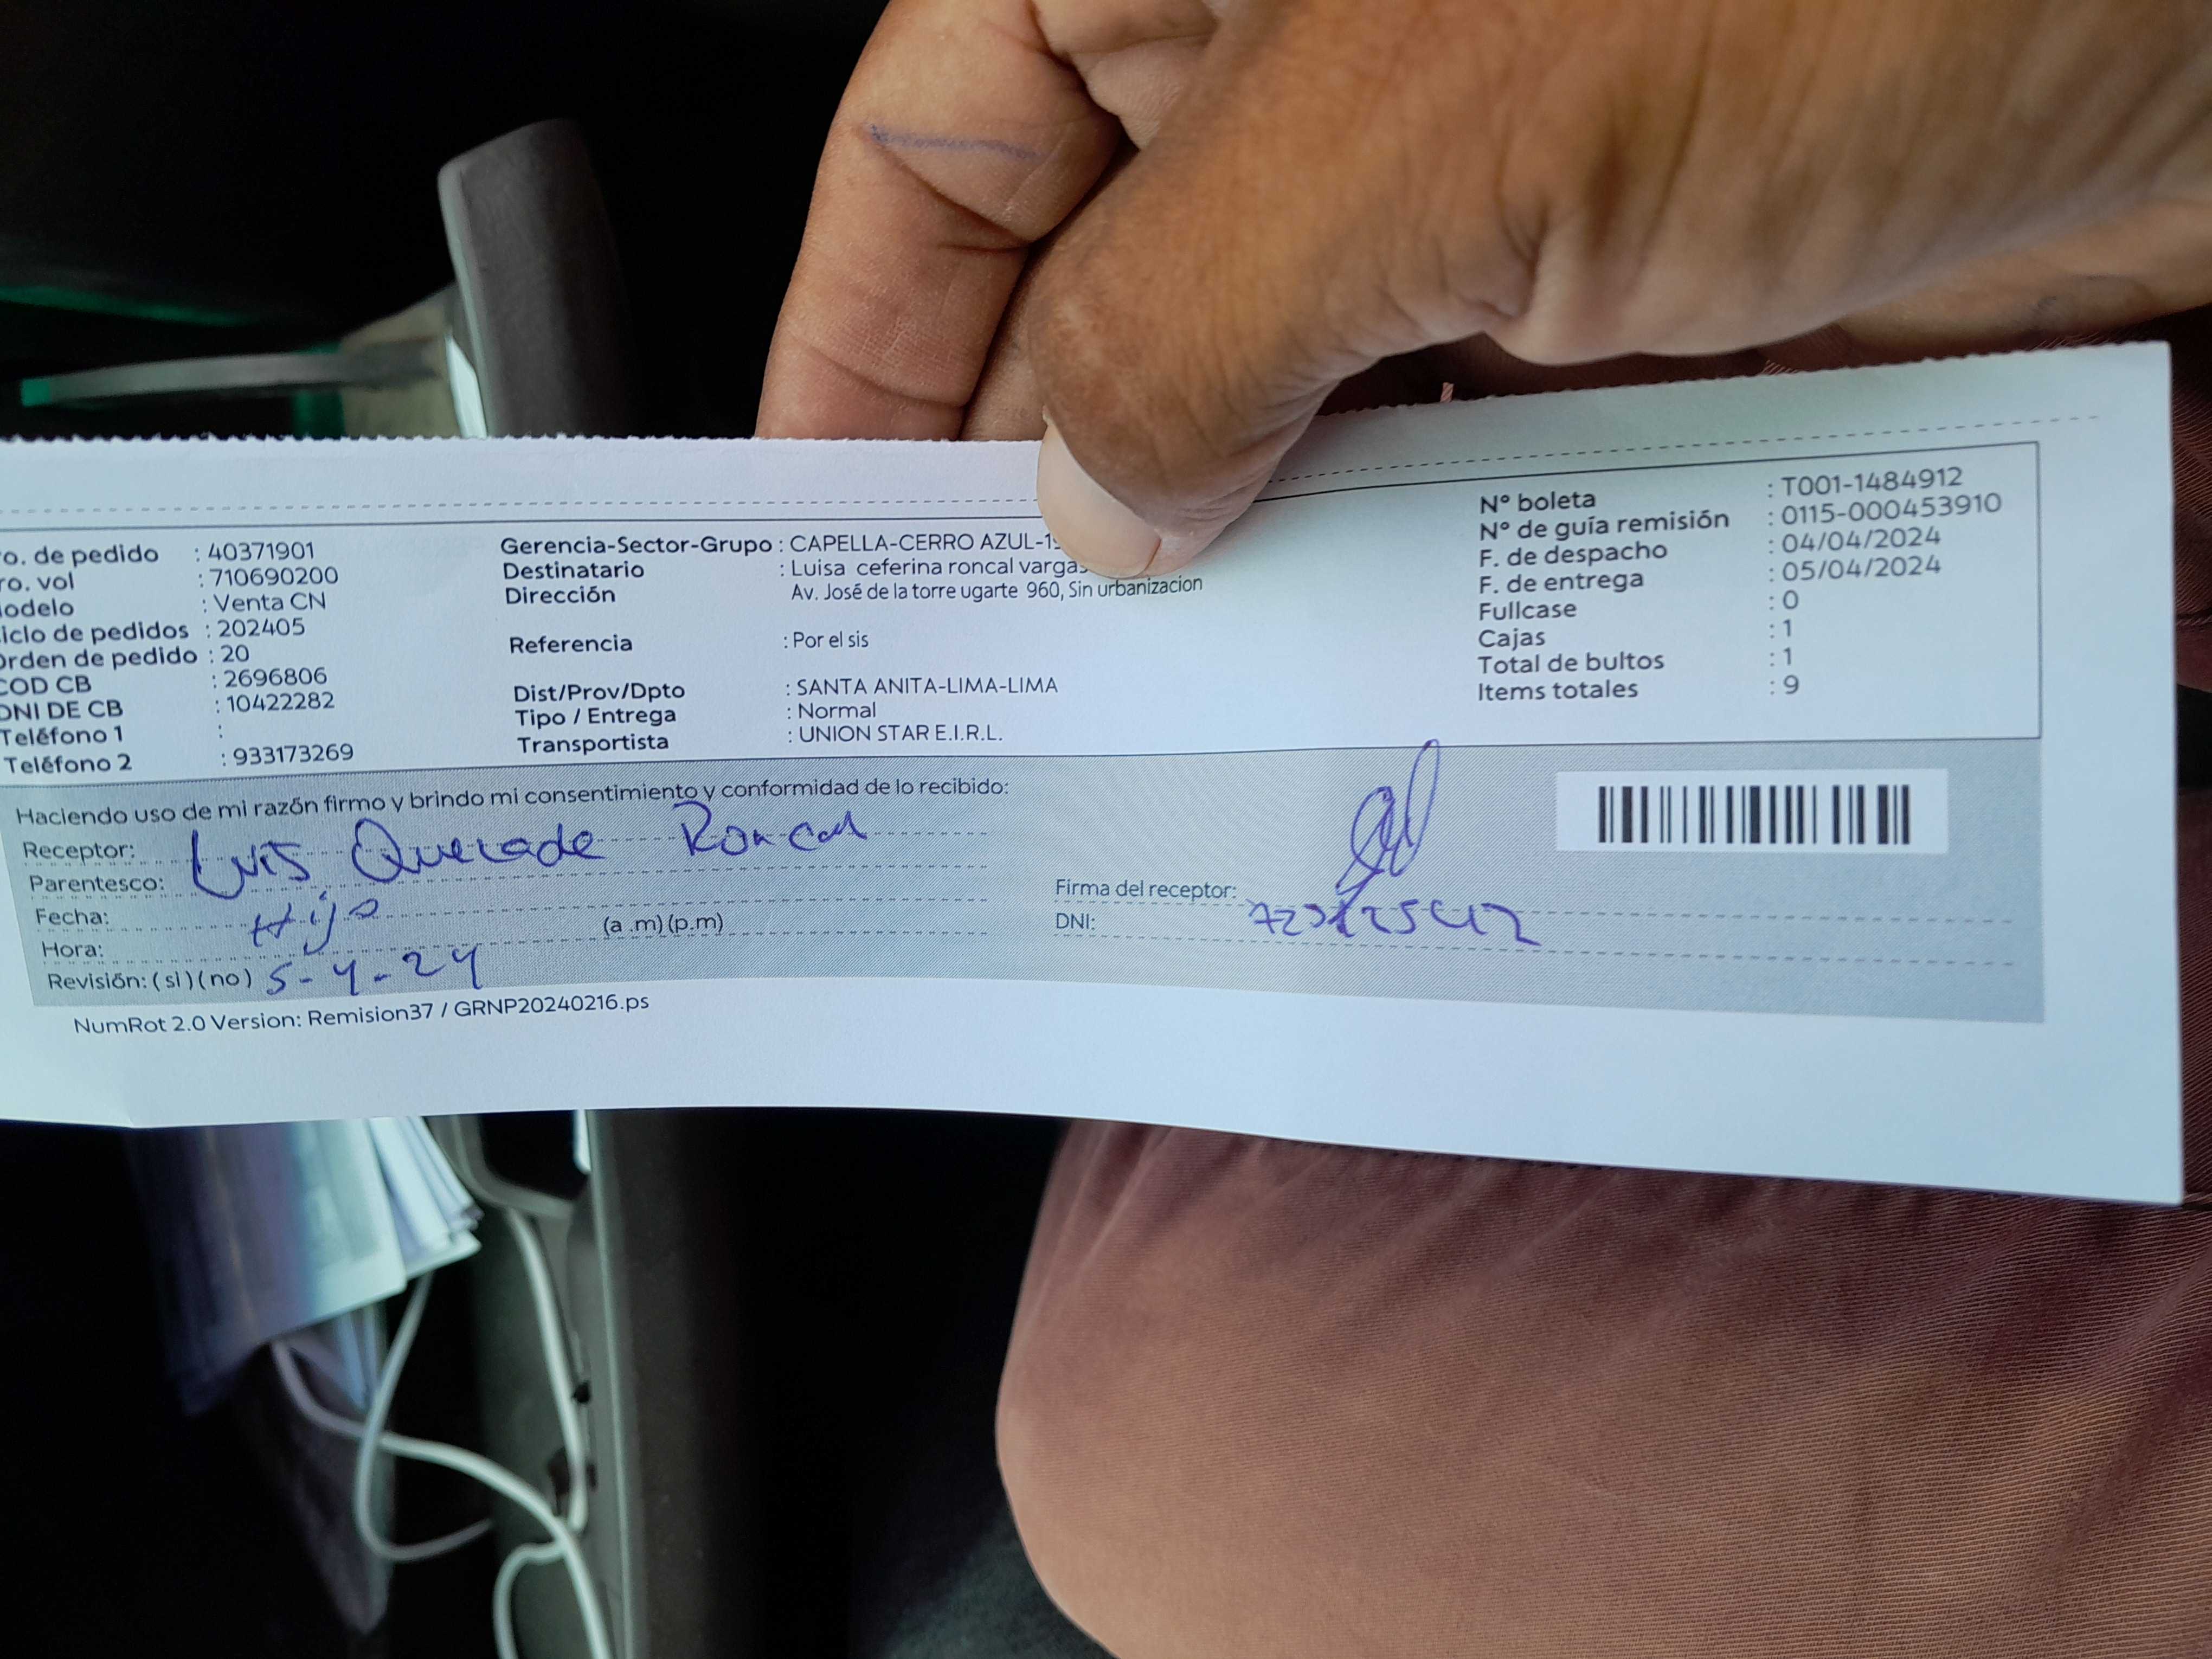 ro. de pedido : 40371901
ro. vol : 710690200
odelo : Venta CN
iclo de pedidos : 202405
Orden de pedido : 20
COD CB : 2696806
DNI DE CB : 10422282
Teléfono 1 :
Teléfono 2 : 933173269
Gerencia-Sector-Grupo : CAPELLA-CERRO AZUL-1
Destinatario : Luisa ceferina roncal vargas
Dirección Av. José de la torre ugarte 960, Sin urbanizacion
Referencia : Por el sis
Dist/Prov/Dpto : SANTA ANITA-LIMA-LIMA
Tipo / Entrega : Normal
Transportista : UNION STAR E.I.R.L.
N° boleta : T001-1484912
N° de guía remisión : 0115-000453910
F. de despacho : 04/04/2024
F. de entrega : 05/04/2024
Fullcase : 0
Cajas : 1
Total de bultos : 1
Items totales : 9
Haciendo uso de mi razón firmo y brindo mi consentimiento y conformidad de lo recibido:
Receptor: Luis Roncal
Parentesco: Hijo
Fecha:
Hora: (a .m) (p.m)
Revisión: ( si ) ( no ) 5-4-24
Firma del receptor:
DNI:
NumRot 2.0 Version: Remision37 / GRNP20240216.ps